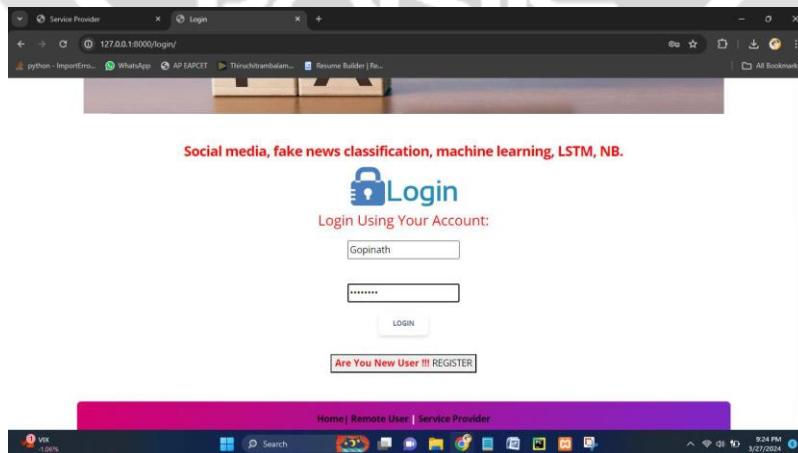 Service Provider
Login
127.0.0.1:8000/login/
python - ImportErro...
WhatsApp
AP EAPCET
Thiruchitrambalam...
Resume Builder | Re...
All Bookmarks
Social media, fake news classification, machine learning, LSTM, NB.
Login
Login Using Your Account:
Gopinath
••••••••
LOGIN
Are You New User !!! REGISTER
Home| Remote User | Service Provider
VIX
-1.06%
Search
9:24 PM
3/27/2024